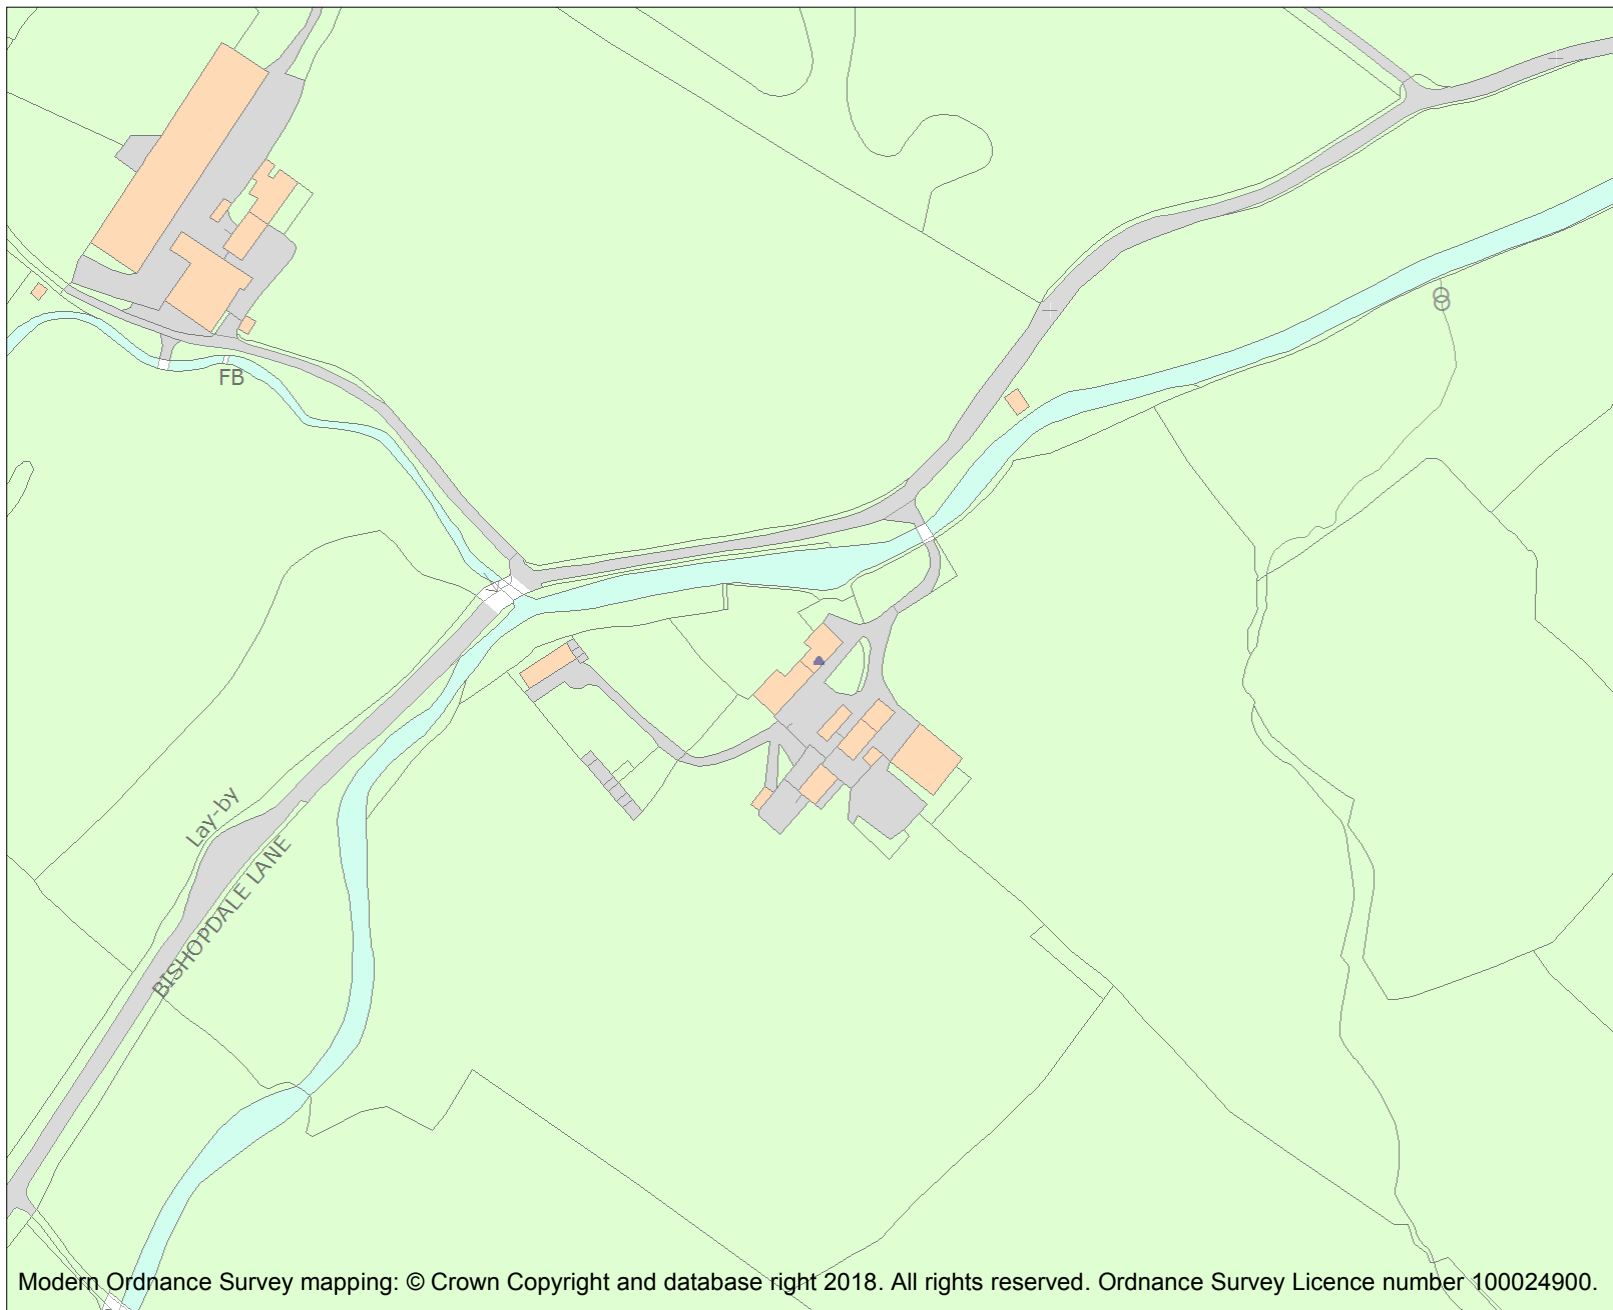 FB
Lay-by
BISHOPDALE LANE
Modern Ordnance Survey mapping: © Crown Copyright and database right 2018. All rights reserved. Ordnance Survey Licence number 100024900.